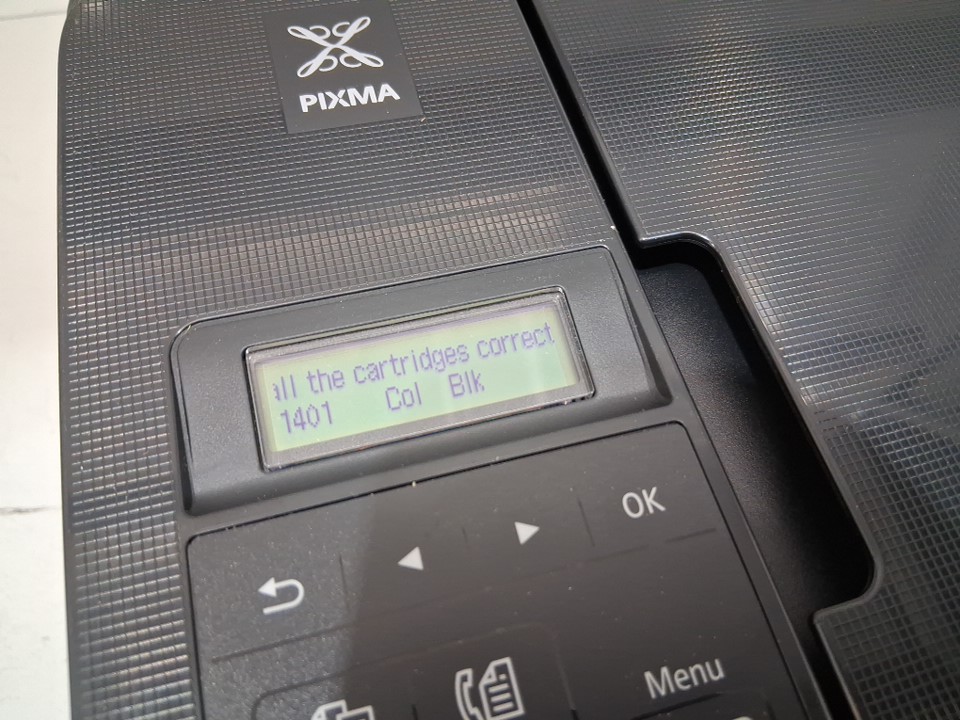 PIXMA
all the cartridges correct
1401 Col Blk
OK
Menu